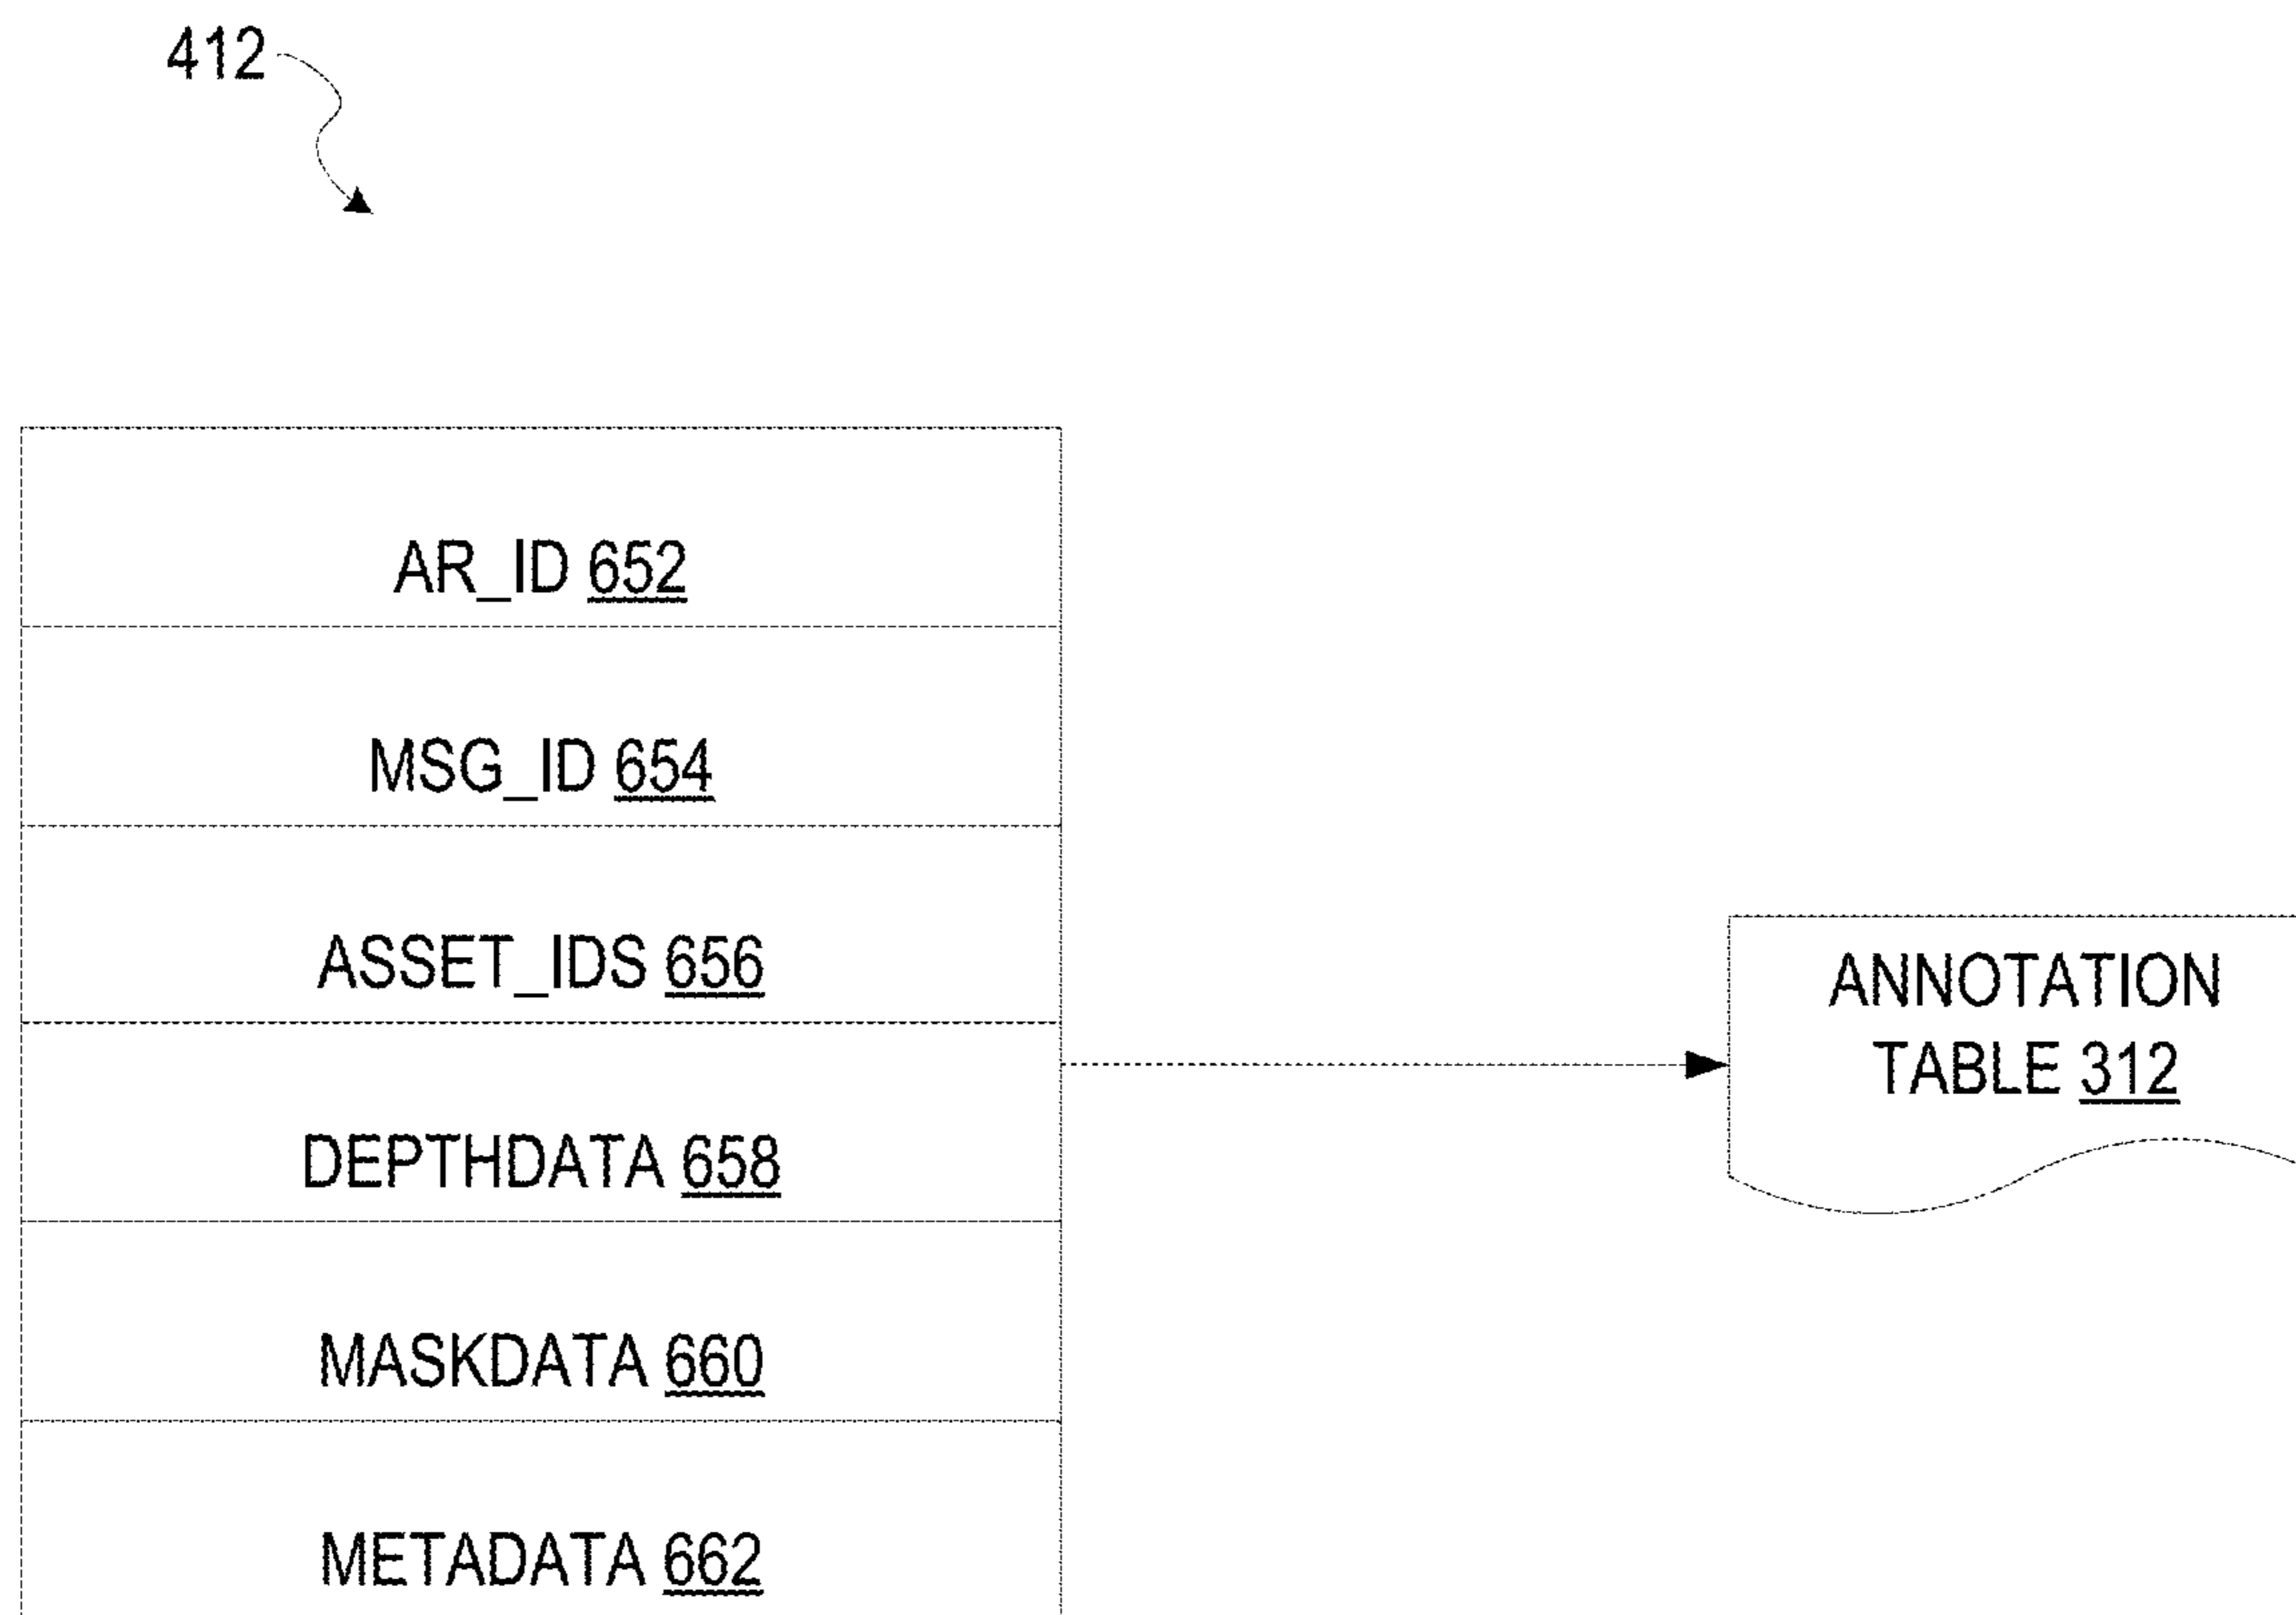 412
AR_ID 652
MSG_ID 654
ASSET_IDS 656
ANNOTATION
TABLE 312
DEPTHDATA 658
MASKDATA 660
METADATA 662